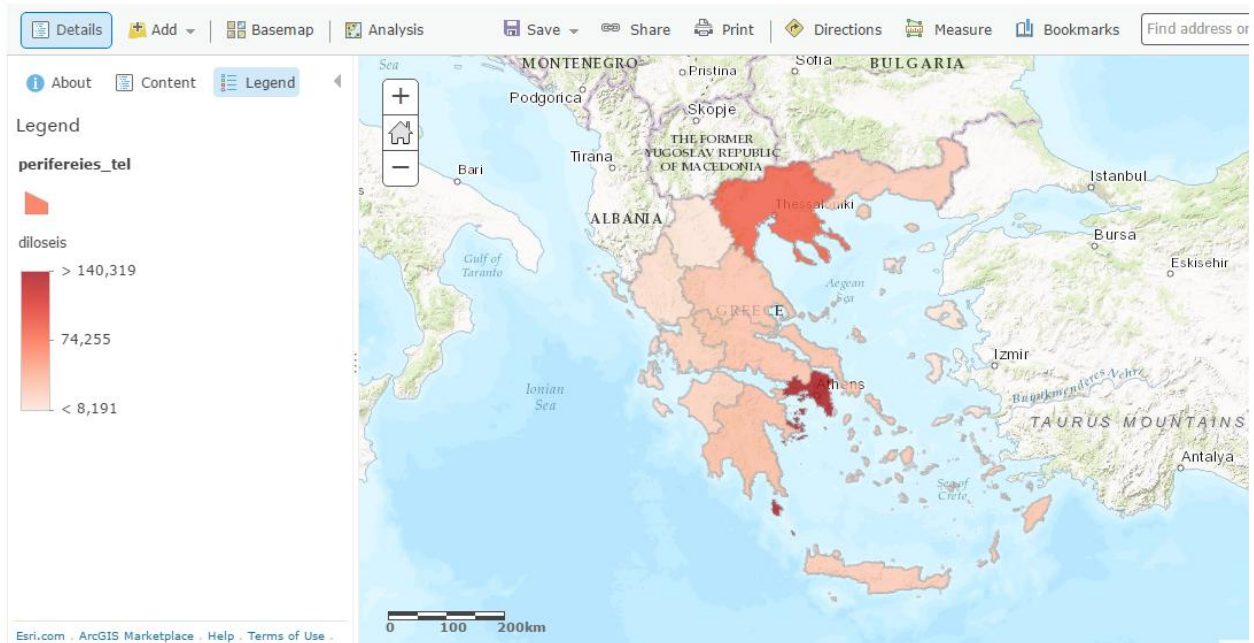 Details Add Basemap Analysis Save Share Print Directions Measure Bookmarks Find address or
About Content Legend
Legend
perifereies_tel
diloseis
> 140,319
74,255
< 8,191
Esri.com . ArcGIS Marketplace . Help . Terms of Use .
+
−
Sea
MONTENEGRO
Pristina
Sofia
BULGARIA
Podgorica
Skopje
THE FORMER
YUGOSLAV REPUBLIC
OF MACEDONIA
Tirana
Bari
Istanbul
Thessaloniki
ALBANIA
Bursa
Gulf of
Taranto
Eskisehir
Aegean
Sea
GREECE
Izmir
Athens
Ionian
Sea
TAURUS MOUNTAINS
Antalya
Sea of
Crete
0 100 200km